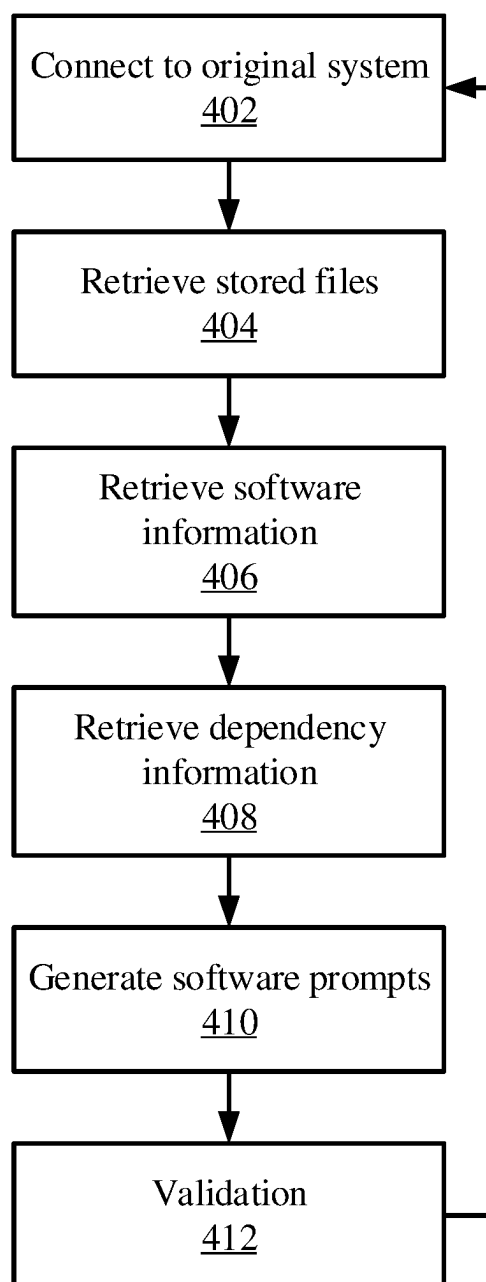 Connect to original system
402
Retrieve stored files
404
Retrieve software
information
406
Retrieve dependency
information
408
Generate software prompts
410
Validation
412